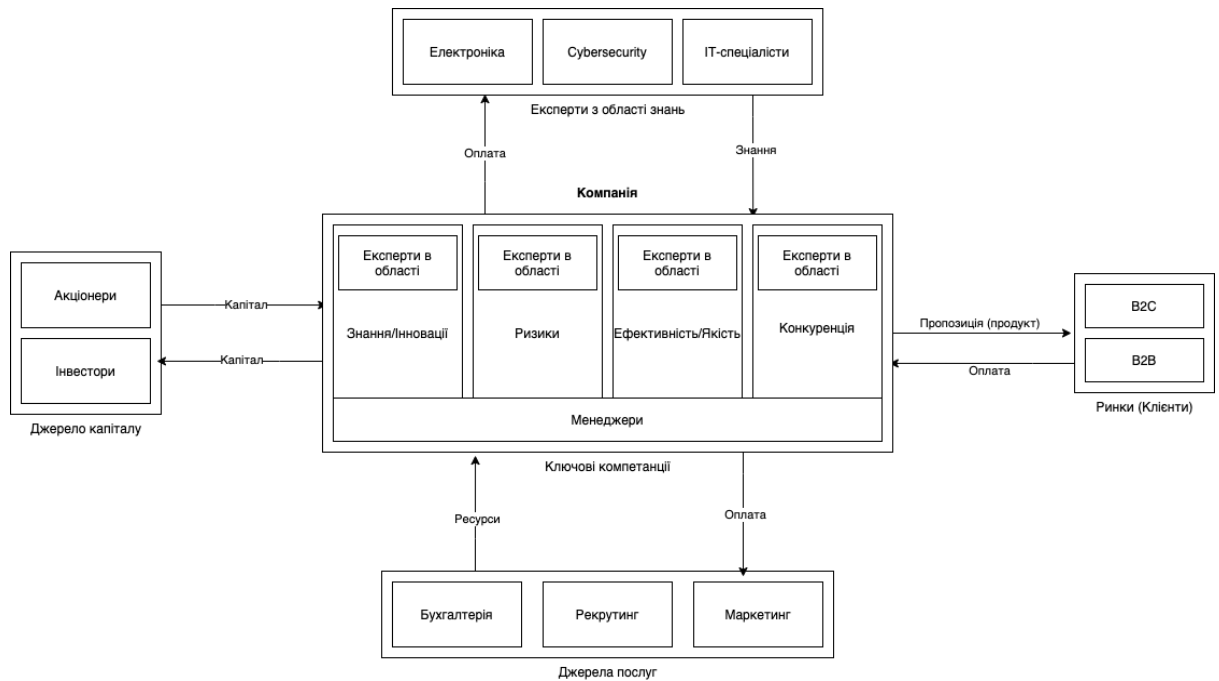 Електроніка
Cybersecurity
ІТ-спеціалісти
Експерти з області знань
Оплата
Знання
Компанія
Експерти в
області
Експерти в
області
Експерти в
області
Експерти в
області
Знання/Інновації
Ризики
Ефективність/Якість
Конкуренція
Менеджери
Ключові компетанції
Акціонери
Інвестори
Джерело капіталу
Капітал
Капітал
Пропозиція (продукт)
Оплата
B2C
B2B
Ринки (Клієнти)
Ресурси
Оплата
Бухгалтерія
Рекрутинг
Маркетинг
Джерела послуг